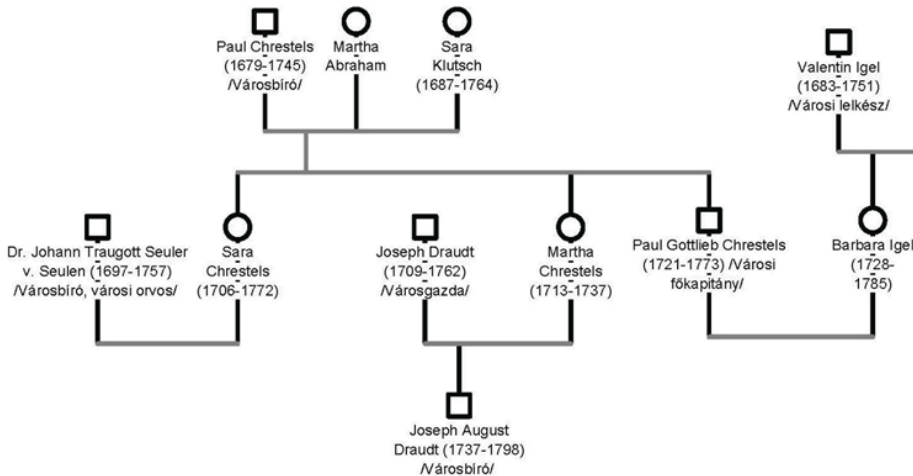 Paul Chrestels
(1679-1745)
/Városbíró/
Martha
Abraham
Sara
Klutsch
(1687-1764)
Valentin Igel
(1683-1751)
/Városi lelkész/
Dr. Johann Traugott Seuler
v. Seulen (1697-1757)
/Városbíró, városi orvos/
Sara
Chrestels
(1706-1772)
Joseph Draudt
(1709-1762)
/Városgazda/
Martha
Chrestels
(1713-1737)
Paul Gottlieb Chrestels
(1721-1773) /Városi
főkapitány/
Barbara Igel
(1728-
1785)
Joseph August
Draudt (1737-1798)
/Városbíró/